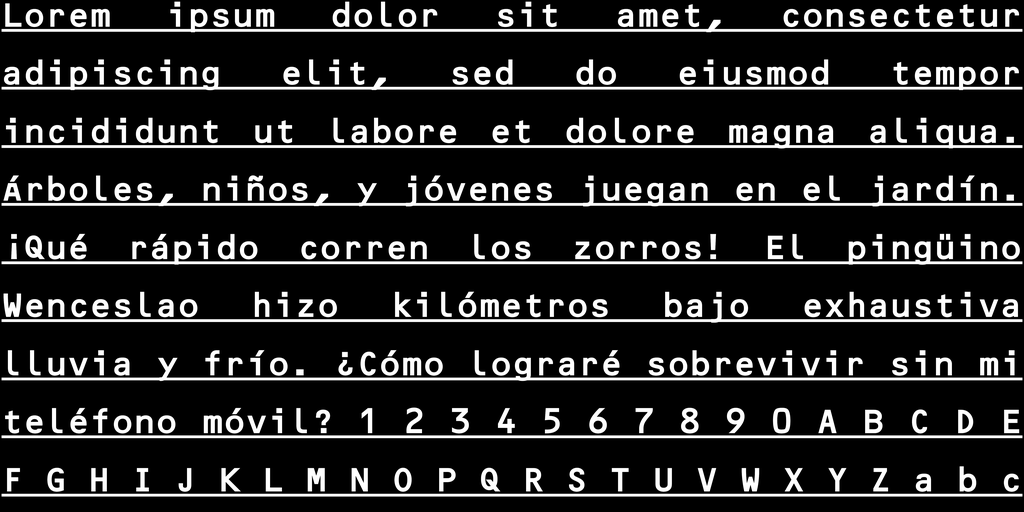 Lorem ipsum dolor sit amet, consectetur
adipiscing elit, sed do eiusmod tempor
incididunt ut labore et dolore magna aliqua.
Árboles, niños, y jóvenes juegan en el jardín.
¡Qué rápido corren los zorros! El pingüino
Wenceslao hizo kilómetros bajo exhaustiva
lluvia y frío. ¿Cómo lograré sobrevivir sin mi
teléfono móvil? 1 2 3 4 5 6 7 8 9 0 A B C D E
F G H I J K L M N O P Q R S T U V W X Y Z a b c